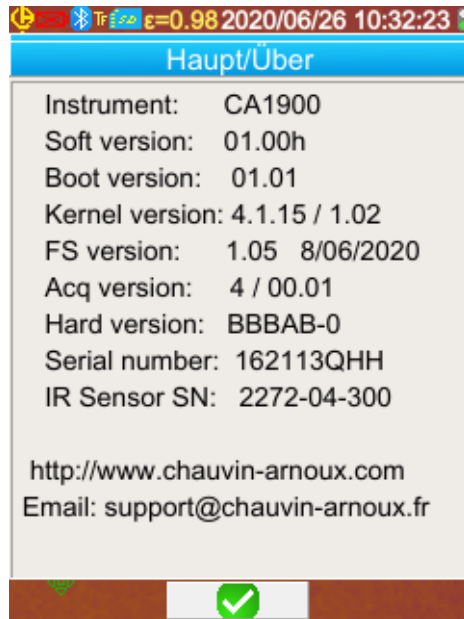 TF ε=0.98 2020/06/26 10:32:23
Haupt/Über
Instrument: CA1900
Soft version: 01.00h
Boot version: 01.01
Kernel version: 4.1.15 / 1.02
FS version: 1.05 8/06/2020
Acq version: 4 / 00.01
Hard version: BBBAB-0
Serial number: 162113QHH
IR Sensor SN: 2272-04-300
http://www.chauvin-arnoux.com
Email: support@chauvin-arnoux.fr